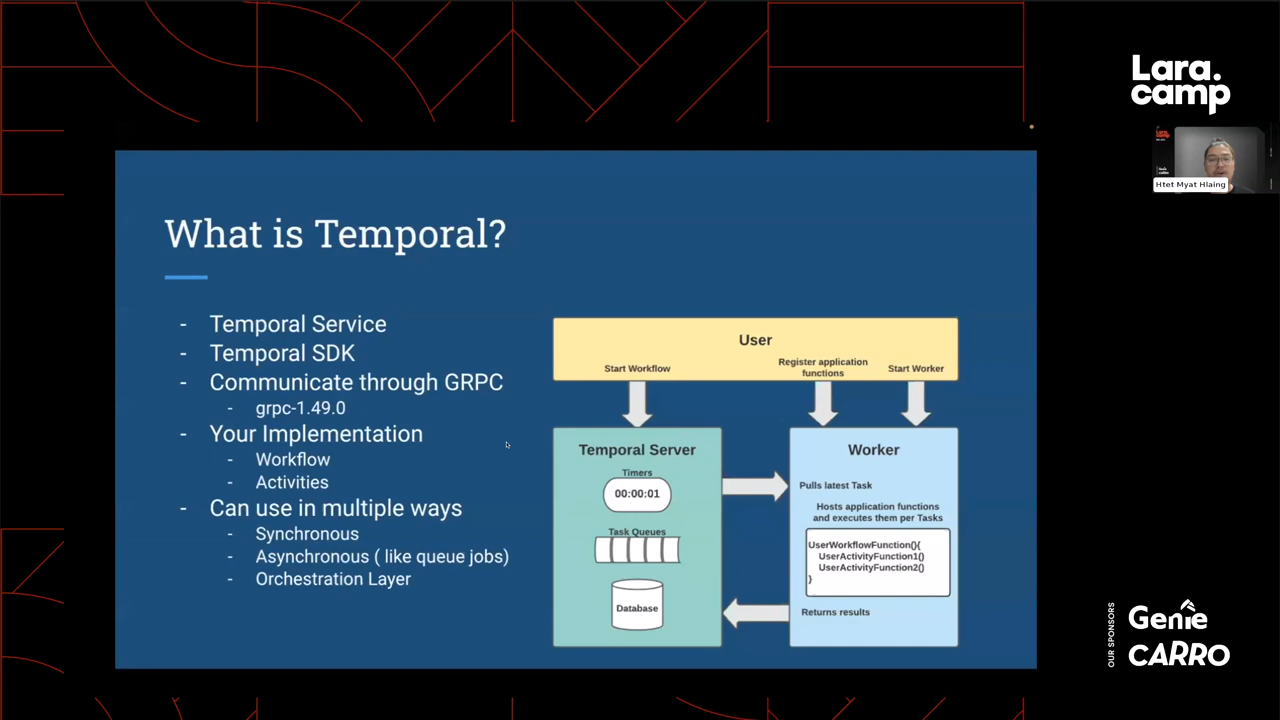 Lara.
camp
Htet Myat Hlaing
What is Temporal?
- Temporal Service
- Temporal SDK
- Communicate through GRPC
- grpc-1.49.0
- Your Implementation
- Workflow
- Activities
- Can use in multiple ways
- Synchronous
- Asynchronous ( like queue jobs)
- Orchestration Layer
User
Start Workflow
Register application
functions
Start Worker
Temporal Server
Timers
00:00:01
Task Queues
Database
Worker
Pulls latest Task
Hosts application functions
and executes them per Tasks
UserWorkflowFunction(){
UserActivityFunction1()
UserActivityFunction2()
}
Returns results
OUR SPONSORS
Genie
CARRO